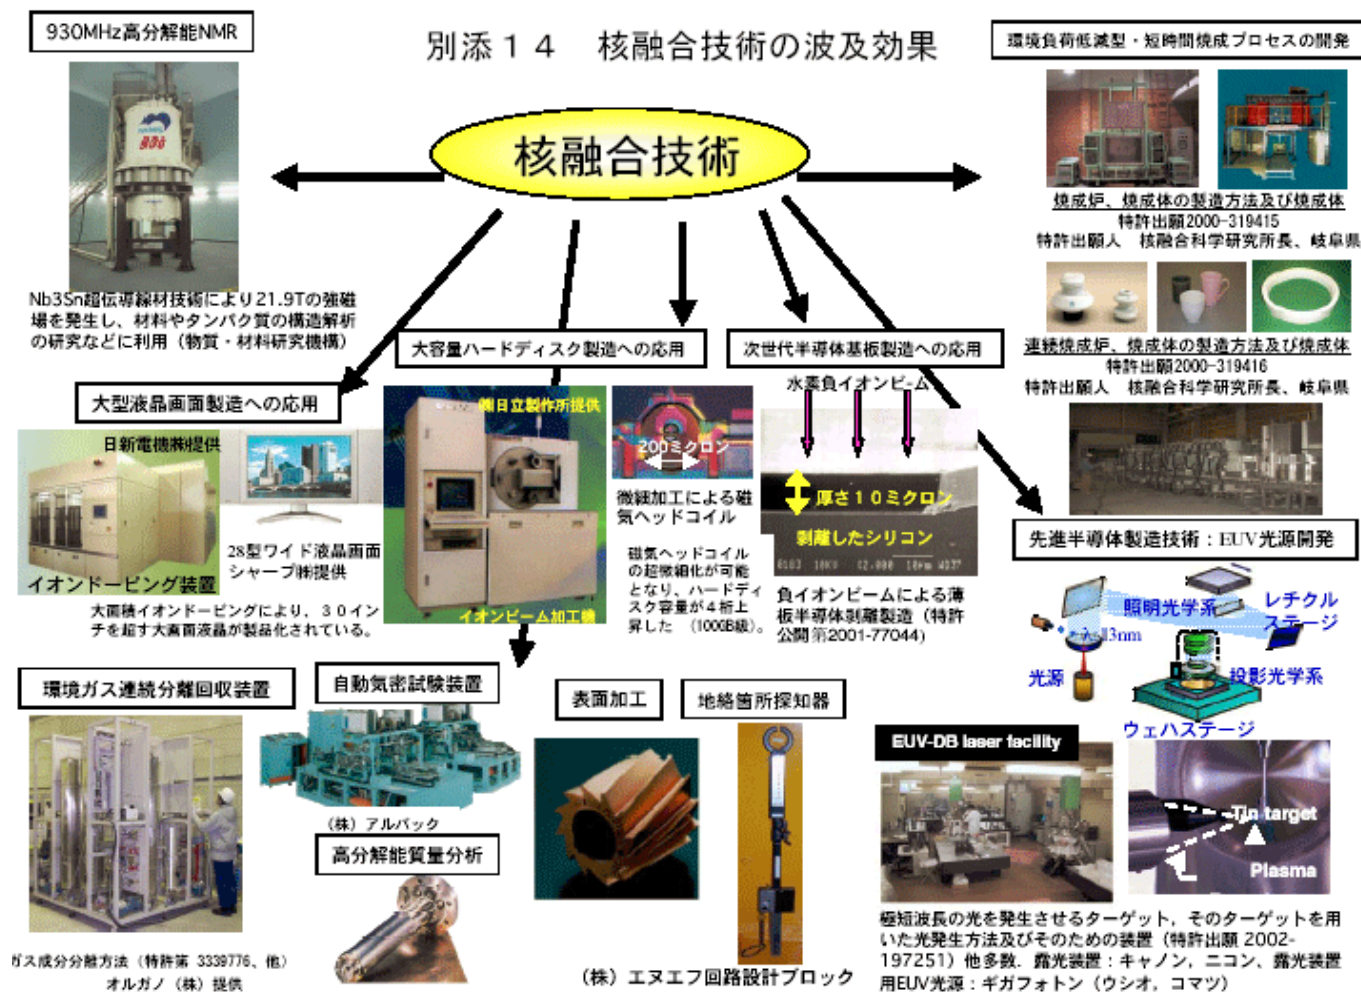 別添１４　核融合技術の波及効果
核融合技術
930MHz高分解能NMR
Nb3Sn超伝導線材技術により21.9Tの強磁
場を発生し、材料やタンパク質の構造解析
の研究などに利用（物質・材料研究機構）
環境負荷低減型・短時間焼成プロセスの開発
焼成炉、焼成体の製造方法及び焼成体
特許出願2000-319415
特許出願人　核融合科学研究所長、岐阜県
連続焼成炉、焼成体の製造方法及び焼成体
特許出願2000-319416
特許出願人　核融合科学研究所長、岐阜県
大型液晶画面製造への応用
日新電機㈱提供
イオンドーピング装置
28型ワイド液晶画面
シャープ㈱提供
大面積イオンドーピングにより、３０イン
チを超す大画面液晶が製品化されている。
大容量ハードディスク製造への応用
㈱日立製作所提供
イオンビーム加工機
200ミクロン
微細加工による磁
気ヘッドコイル
磁気ヘッドコイル
の超微細化が可能
となり、ハードディ
スク容量が４桁上
昇した　（100GB級）。
次世代半導体基板製造への応用
水素負イオンビーム
厚さ１０ミクロン
剥離したシリコン
負イオンビームによる薄
板半導体剥離製造（特許
公開第2001-77044）
先進半導体製造技術：EUV光源開発
照明光学系
レチクル
ステージ
13nm
光源
投影光学系
ウェハステージ
EUV-DB laser facility
Tin target
Plasma
極短波長の光を発生させるターゲット，そのターゲットを用
いた光発生方法及びそのための装置（特許出願 2002-
197251）他多数．露光装置：キャノン，ニコン、露光装置
用EUV光源：ギガフォトン（ウシオ，コマツ）
環境ガス連続分離回収装置
ガス成分分離方法（特許第 3339776、他）
オルガノ（株）提供
自動気密試験装置
（株）アルバック
高分解能質量分析
表面加工
地絡箇所探知器
（株）エヌエフ回路設計ブロック